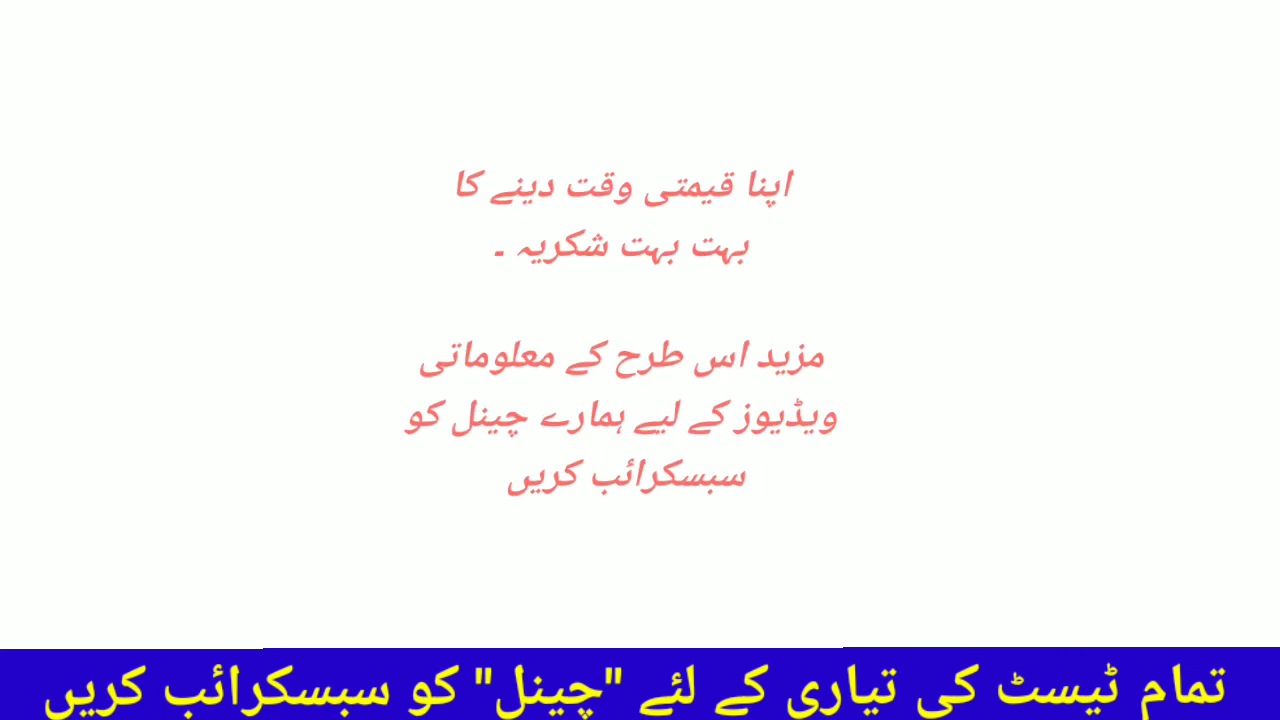 اپنا قیمتی وقت دینے کا
بہت بہت شکریہ ۔
مزید اس طرح کے معلوماتی
ویڈیوز کے لیے ہمارے چینل کو
سبسکرائب کریں
تمام ٹیسٹ کی تیاری کے لئے "چینل" کو سبسکرائب کریں